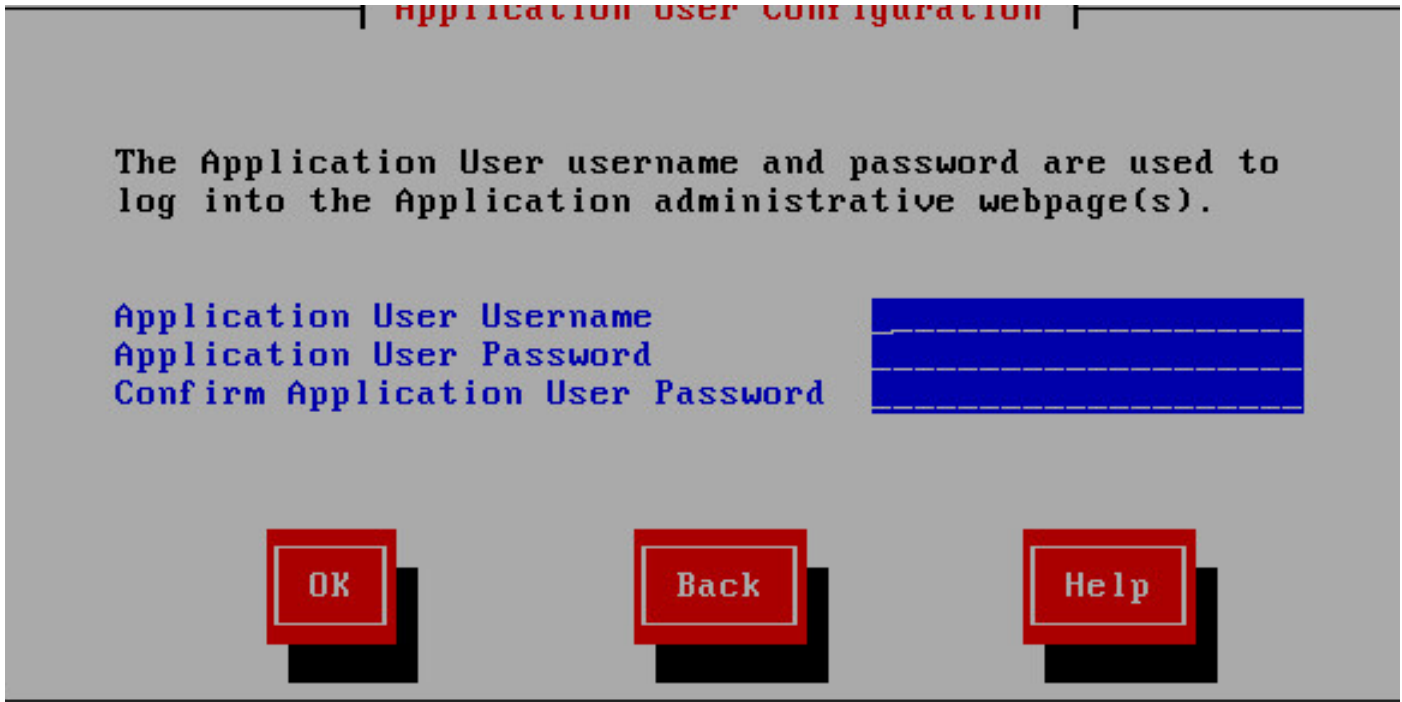 Application User Configuration
The Application User username and password are used to
log into the Application administrative webpage(s).
Application User Username
Application User Password
Confirm Application User Password
OK Back Help